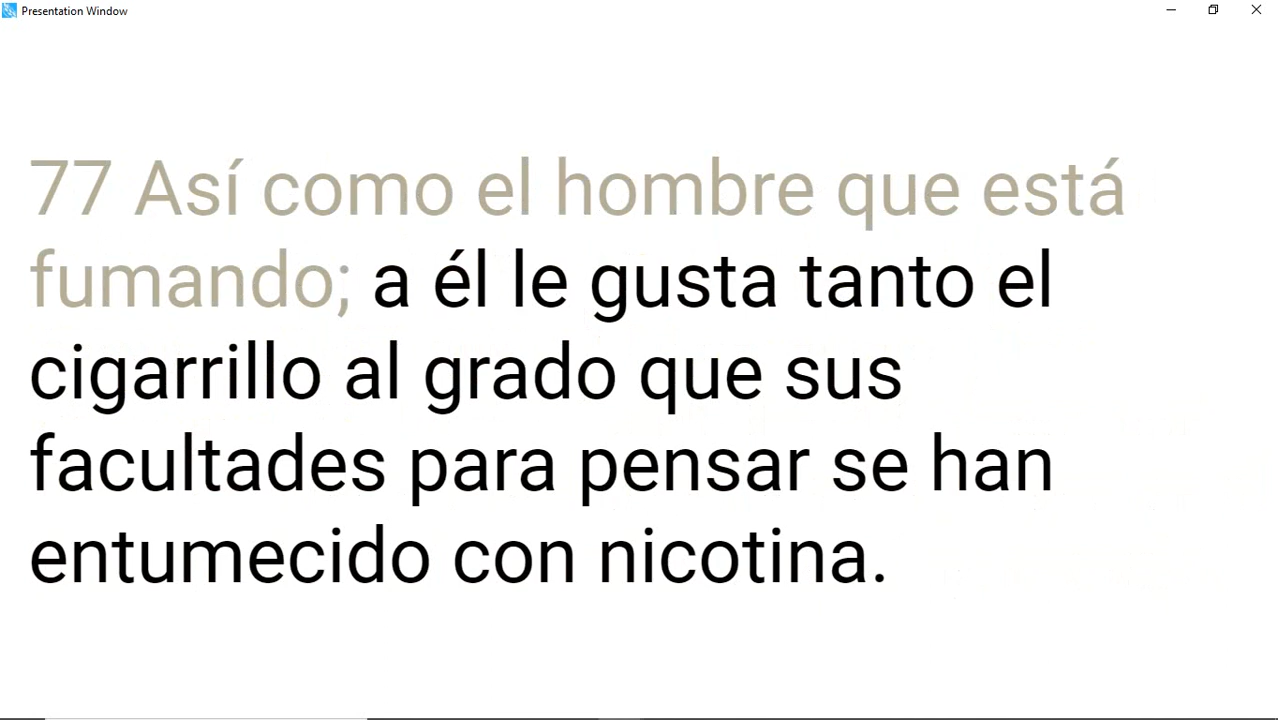 Presentation Window
77 Así como el hombre que está
fumando; a él le gusta tanto el
cigarrillo al grado que sus
facultades para pensar se han
entumecido con nicotina.